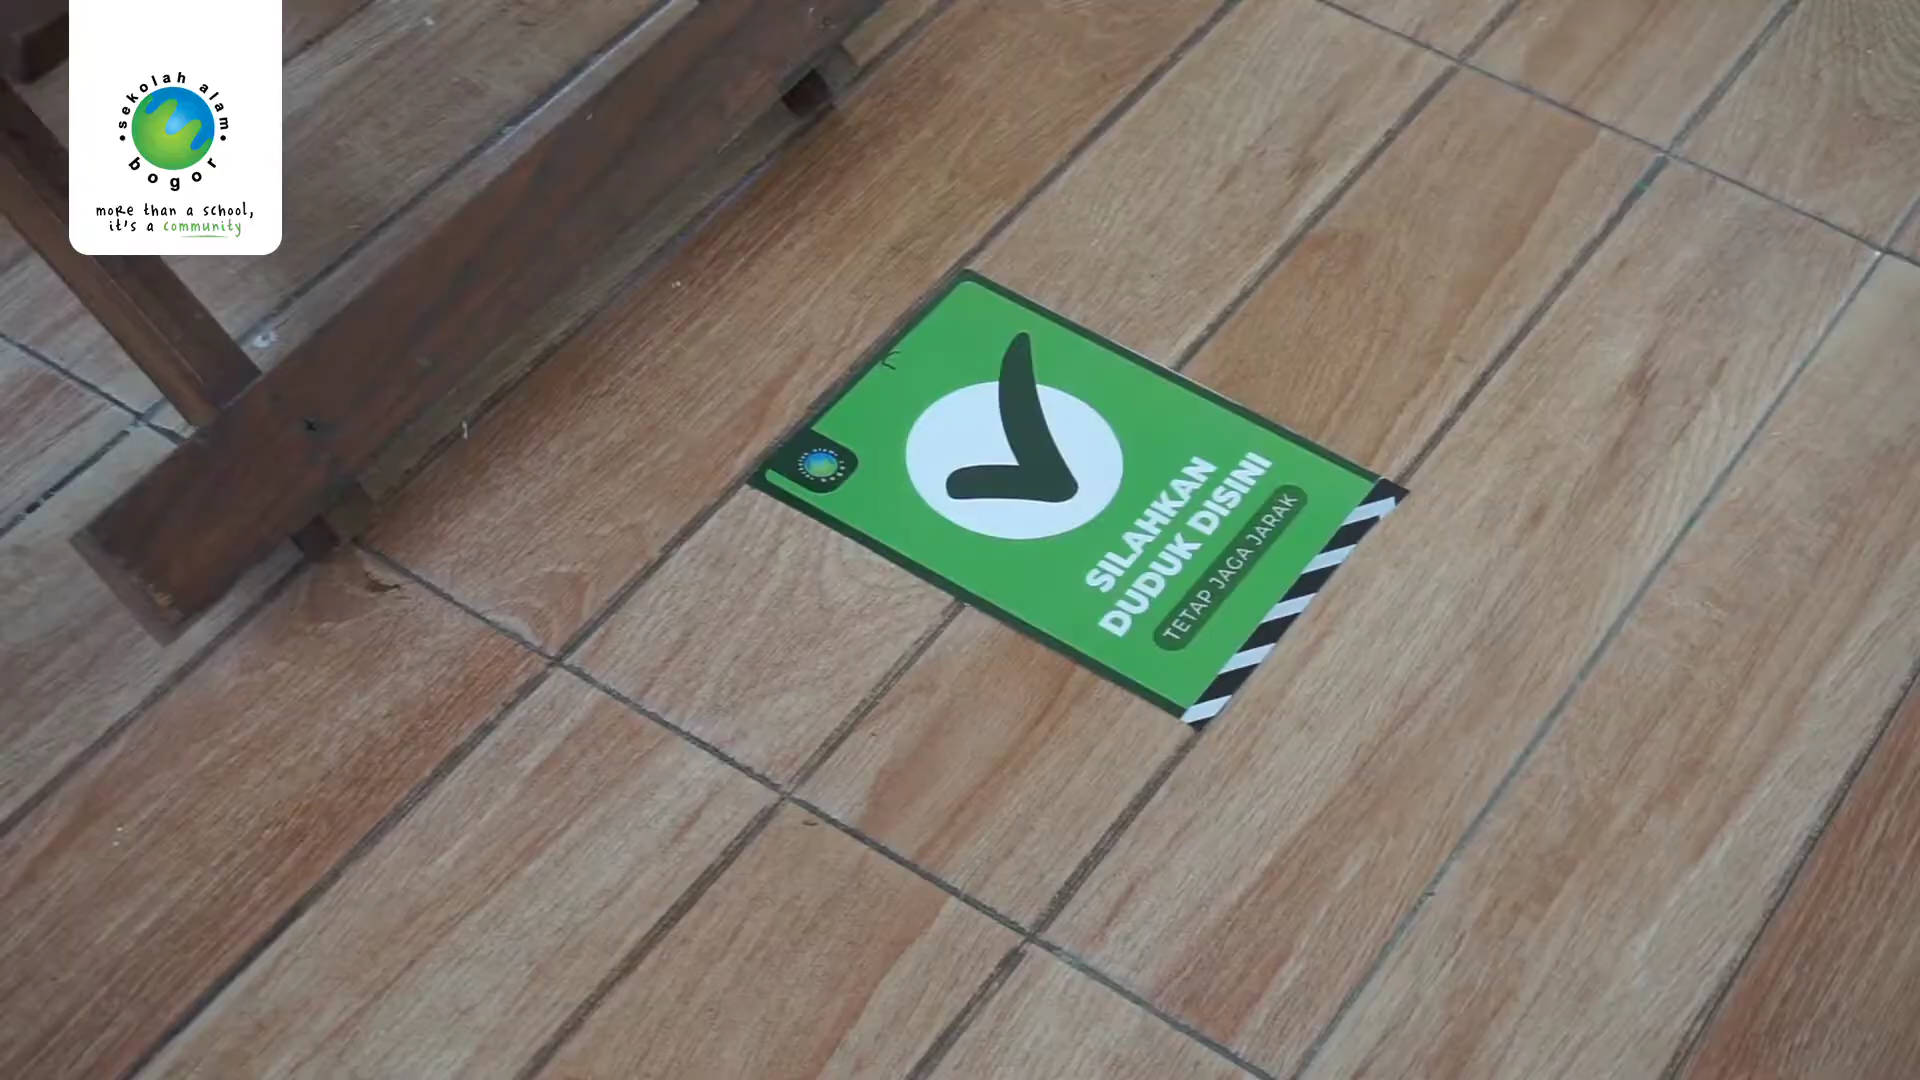 sekolah alam
bogor
more than a school,
it's a community
SILAHKAN
DUDUK DISINI
TETAP JAGA JARAK